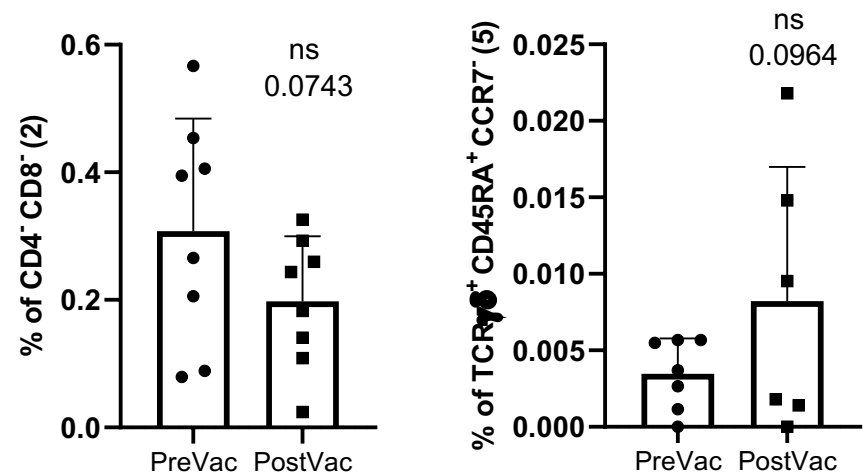 % of CD4⁻ CD8⁻ (2)
0.6
0.4
0.2
0.0
ns
0.0743
PreVac PostVac
% of TCR ⁺ CD45RA⁺ CCR7⁻ (5)
0.025
0.020
0.015
0.010
0.005
0.000
ns
0.0964
PreVac PostVac